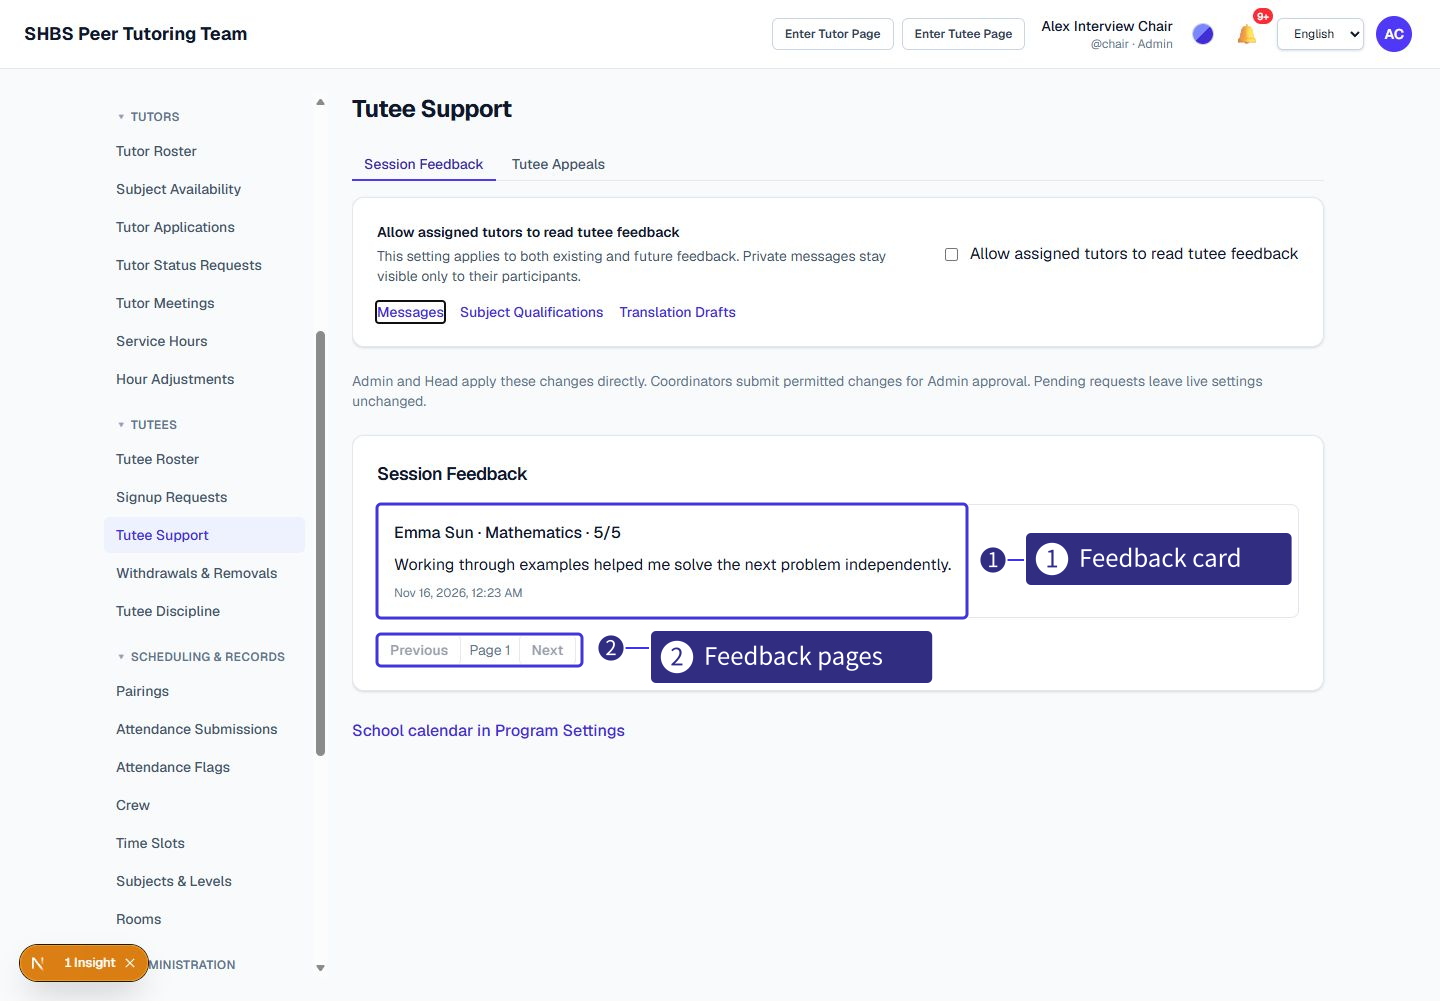 SHBS Peer Tutoring Team
Enter Tutor Page
Enter Tutee Page
Alex Interview Chair
@chair · Admin
9+
English
AC
TUTORS
Tutor Roster
Subject Availability
Tutor Applications
Tutor Status Requests
Tutor Meetings
Service Hours
Hour Adjustments
TUTEES
Tutee Roster
Signup Requests
Tutee Support
Withdrawals & Removals
Tutee Discipline
SCHEDULING & RECORDS
Pairings
Attendance Submissions
Attendance Flags
Crew
Time Slots
Subjects & Levels
Rooms
MINISTRATION
N
1 Insight
Tutee Support
Session Feedback
Tutee Appeals
Allow assigned tutors to read tutee feedback
This setting applies to both existing and future feedback. Private messages stay
visible only to their participants.
Allow assigned tutors to read tutee feedback
Messages
Subject Qualifications
Translation Drafts
Admin and Head apply these changes directly. Coordinators submit permitted changes for Admin approval. Pending requests leave live settings
unchanged.
Session Feedback
Emma Sun · Mathematics · 5/5
Working through examples helped me solve the next problem independently.
Nov 16, 2026, 12:23 AM
1
1 Feedback card
Previous
Page 1
Next
2
2 Feedback pages
School calendar in Program Settings